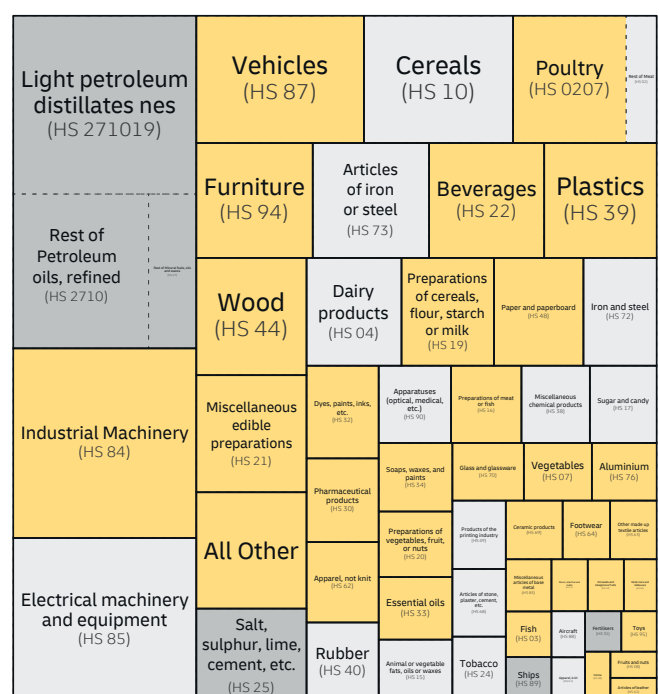 Light petroleum
distillates nes
(HS 271019)
Rest of
Petroleum
oils, refined
(HS 2710)
Industrial Machinery
(HS 84)
Electrical machinery
and equipment
(HS 85)
Vehicles
(HS 87)
Cereals
(HS 10)
Poultry
(HS 0207)
Rest of Meat
Furniture
(HS 94)
Articles
of iron
or steel
(HS 73)
Beverages
(HS 22)
Plastics
(HS 39)
Wood
(HS 44)
Dairy
products
(HS 04)
Preparations
of cereals,
flour, starch
or milk
(HS 19)
Paper and paperboard
(HS 48)
Iron and steel
(HS 72)
Miscellaneous
edible
preparations
(HS 21)
Dyes, paints, inks,
etc.
(HS 32)
Apparatuses
(optical, medical,
etc.)
(HS 90)
Preparations of meat
or fish
(HS 16)
Miscellaneous
chemical products
(HS 38)
Sugar and candy
(HS 17)
Pharmaceutical
products
(HS 30)
Soaps, waxes, and
paints
(HS 34)
Glass and glassware
(HS 70)
Vegetables
(HS 07)
Aluminium
(HS 76)
All Other
Apparel, not knit
(HS 62)
Preparations of
vegetables, fruit,
or nuts
(HS 20)
Products of the
printing industry
(HS 49)
Ceramic products
(HS 69)
Footwear
(HS 64)
Other made up
textile articles
(HS 63)
Essential oils
(HS 33)
Articles of stone,
plaster, cement,
etc.
(HS 68)
Miscellaneous
articles of base
metal
(HS 83)
Salt,
sulphur, lime,
cement, etc.
(HS 25)
Rubber
(HS 40)
Animal or vegetable
fats, oils or waxes
(HS 15)
Tobacco
(HS 24)
Fish
(HS 03)
Aircraft
(HS 88)
Fertilisers
(HS 31)
Toys
(HS 95)
Ships
(HS 89)
Fruits and nuts
(HS 08)
Articles of leather